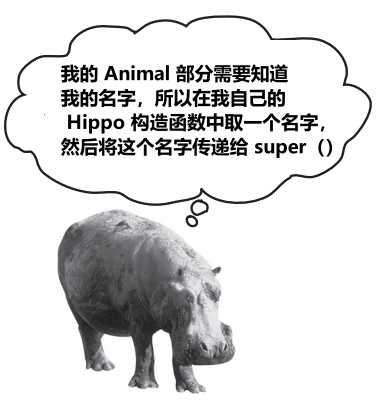 我的 Animal 部分需要知道
我的名字，所以在我自己的
Hippo 构造函数中取一个名字，
然后将这个名字传递给 super（）